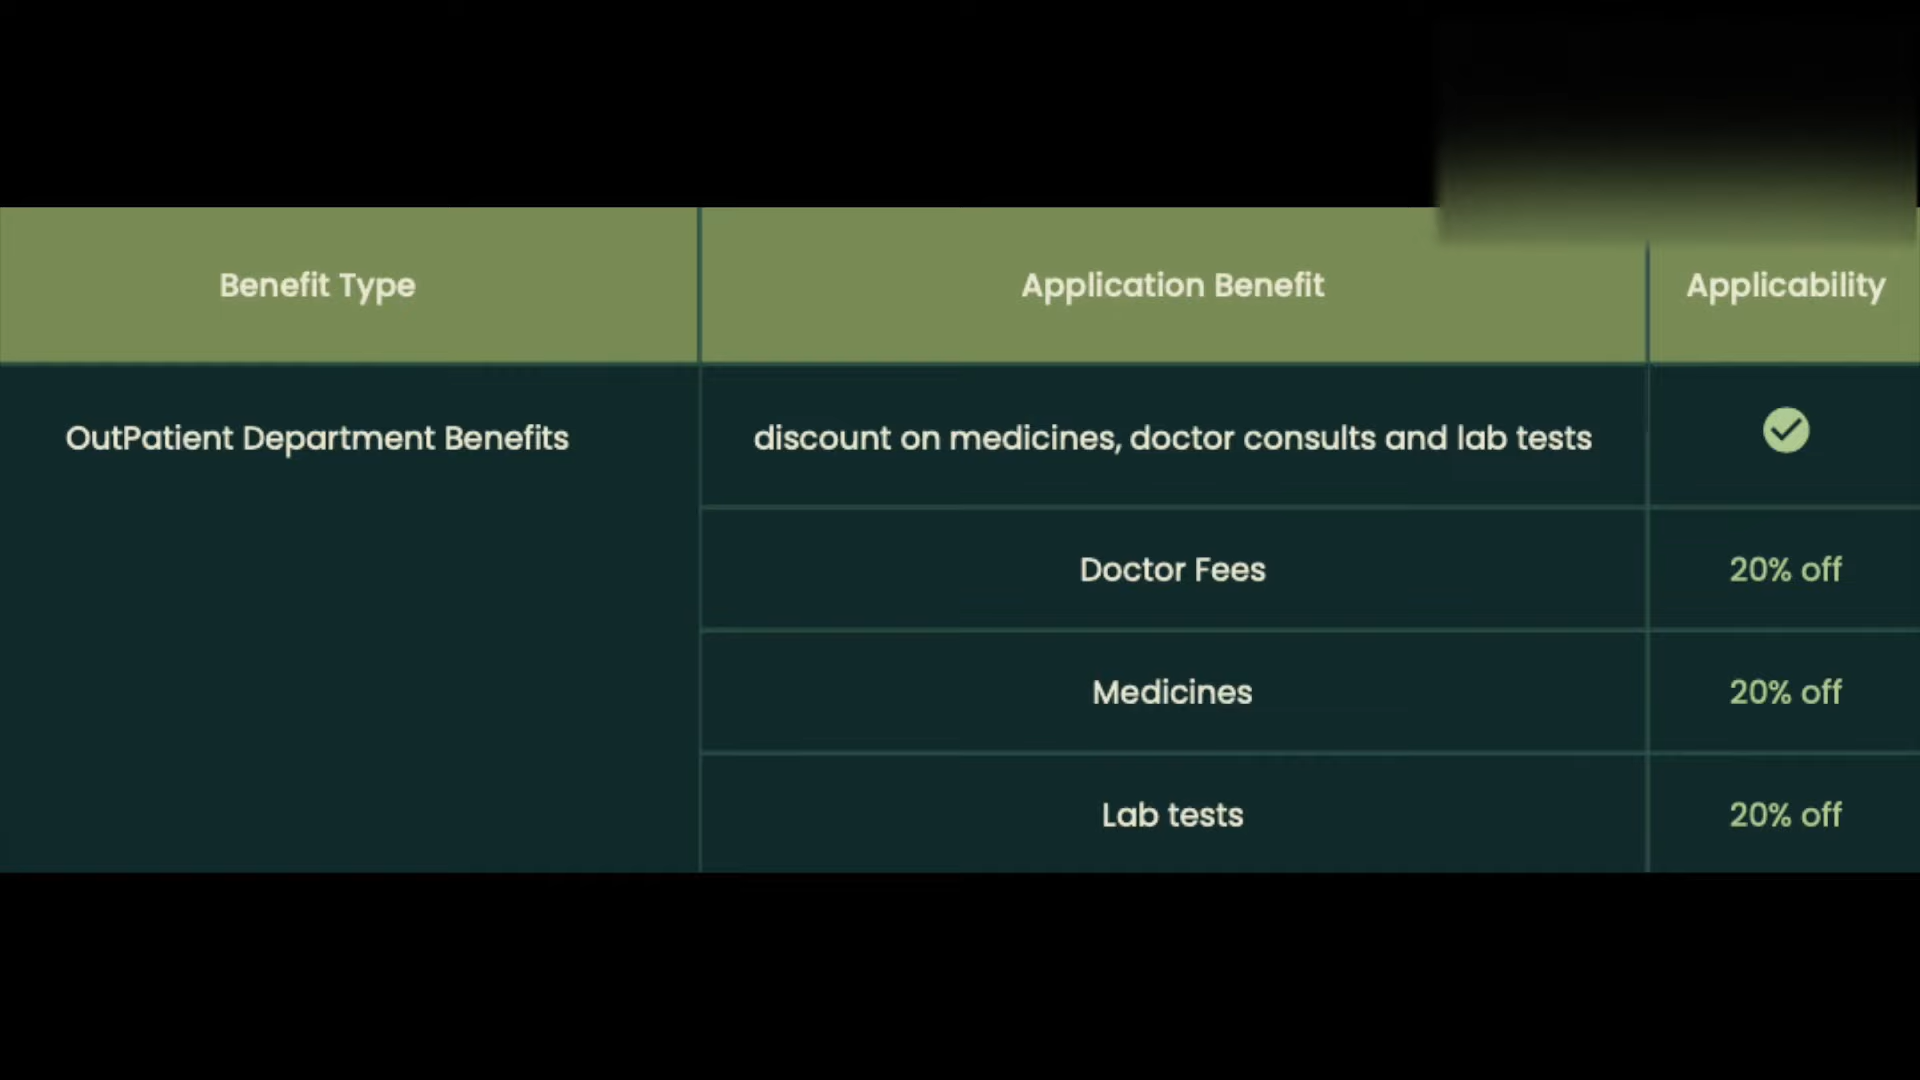 Benefit Type
Application Benefit
Applicability
OutPatient Department Benefits
discount on medicines, doctor consults and lab tests
Doctor Fees
20% off
Medicines
20% off
Lab tests
20% off